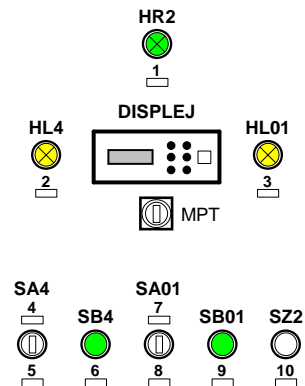 HR2
1
DISPLEJ
HL4
HL01
2
3
MPT
SA4
SA01
4
7
SB4
SB01
SZ2
5
6
8
9
10